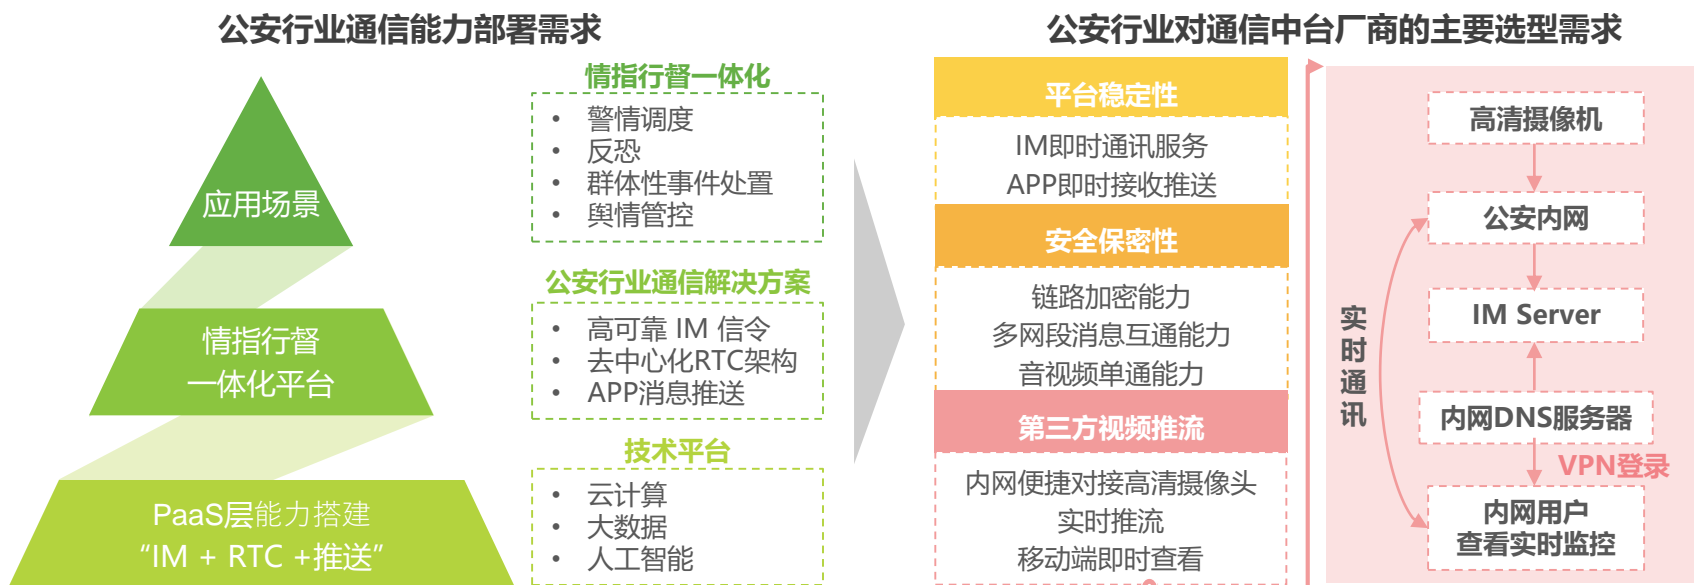 公安行业通信能力部署需求
应用场景
情指行督
一体化平台
PaaS层能力搭建
“IM + RTC +推送”
情指行督一体化
• 警情调度
• 反恐
• 群体性事件处置
• 舆情管控
公安行业通信解决方案
• 高可靠 IM 信令
• 去中心化RTC架构
• APP消息推送
技术平台
• 云计算
• 大数据
• 人工智能
公安行业对通信中台厂商的主要选型需求
平台稳定性
IM即时通讯服务
APP即时接收推送
安全保密性
链路加密能力
多网段消息互通能力
音视频单通能力
第三方视频推流
内网便捷对接高清摄像头
实时推流
移动端即时查看
实时通讯
高清摄像机
公安内网
IM Server
内网DNS服务器
VPN登录
内网用户
查看实时监控